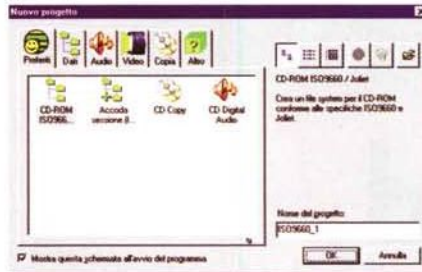 Nuovo progetto
Preferiti Dati Audio Video Copia Altro
CD-ROM ISO966...
Accoda sessione (I...
CD Copy
CD Digital Audio
CD-ROM ISO9660 / Joliet
Crea un file system per il CD-ROM
conforme alle specifiche ISO9660 e
Joliet.
Nome del progetto:
ISO9660_1
Mostra questa schermata all'avvio del programma
OK Annulla